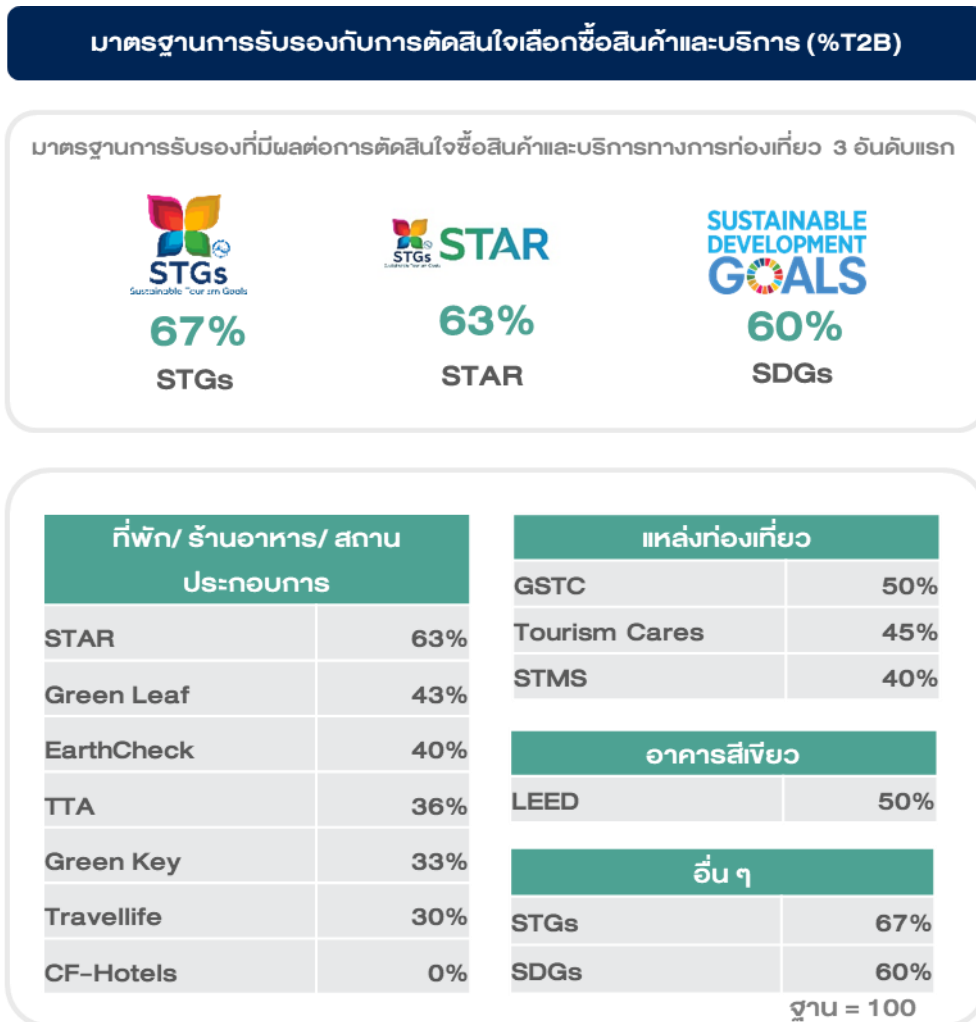 มาตรฐานการรับรองกับการตัดสินใจเลือกซื้อสินค้าและบริการ (%T2B)
มาตรฐานการรับรองที่มีผลต่อการตัดสินใจซื้อสินค้าและบริการทางการท่องเที่ยว 3 อันดับแรก
STGs
Sustainable Tourism Goals
67%
STGs
STGs
Sustainable Tourism Goals
STAR
63%
STAR
SUSTAINABLE
DEVELOPMENT
GOALS
60%
SDGs
ที่พัก/ ร้านอาหาร/ สถาน
ประกอบการ
STAR 63%
Green Leaf 43%
EarthCheck 40%
TTA 36%
Green Key 33%
Travellife 30%
CF-Hotels 0%
แหล่งท่องเที่ยว
GSTC 50%
Tourism Cares 45%
STMS 40%
อาคารสีเขียว
LEED 50%
อื่น ๆ
STGs 67%
SDGs 60%
ฐาน = 100